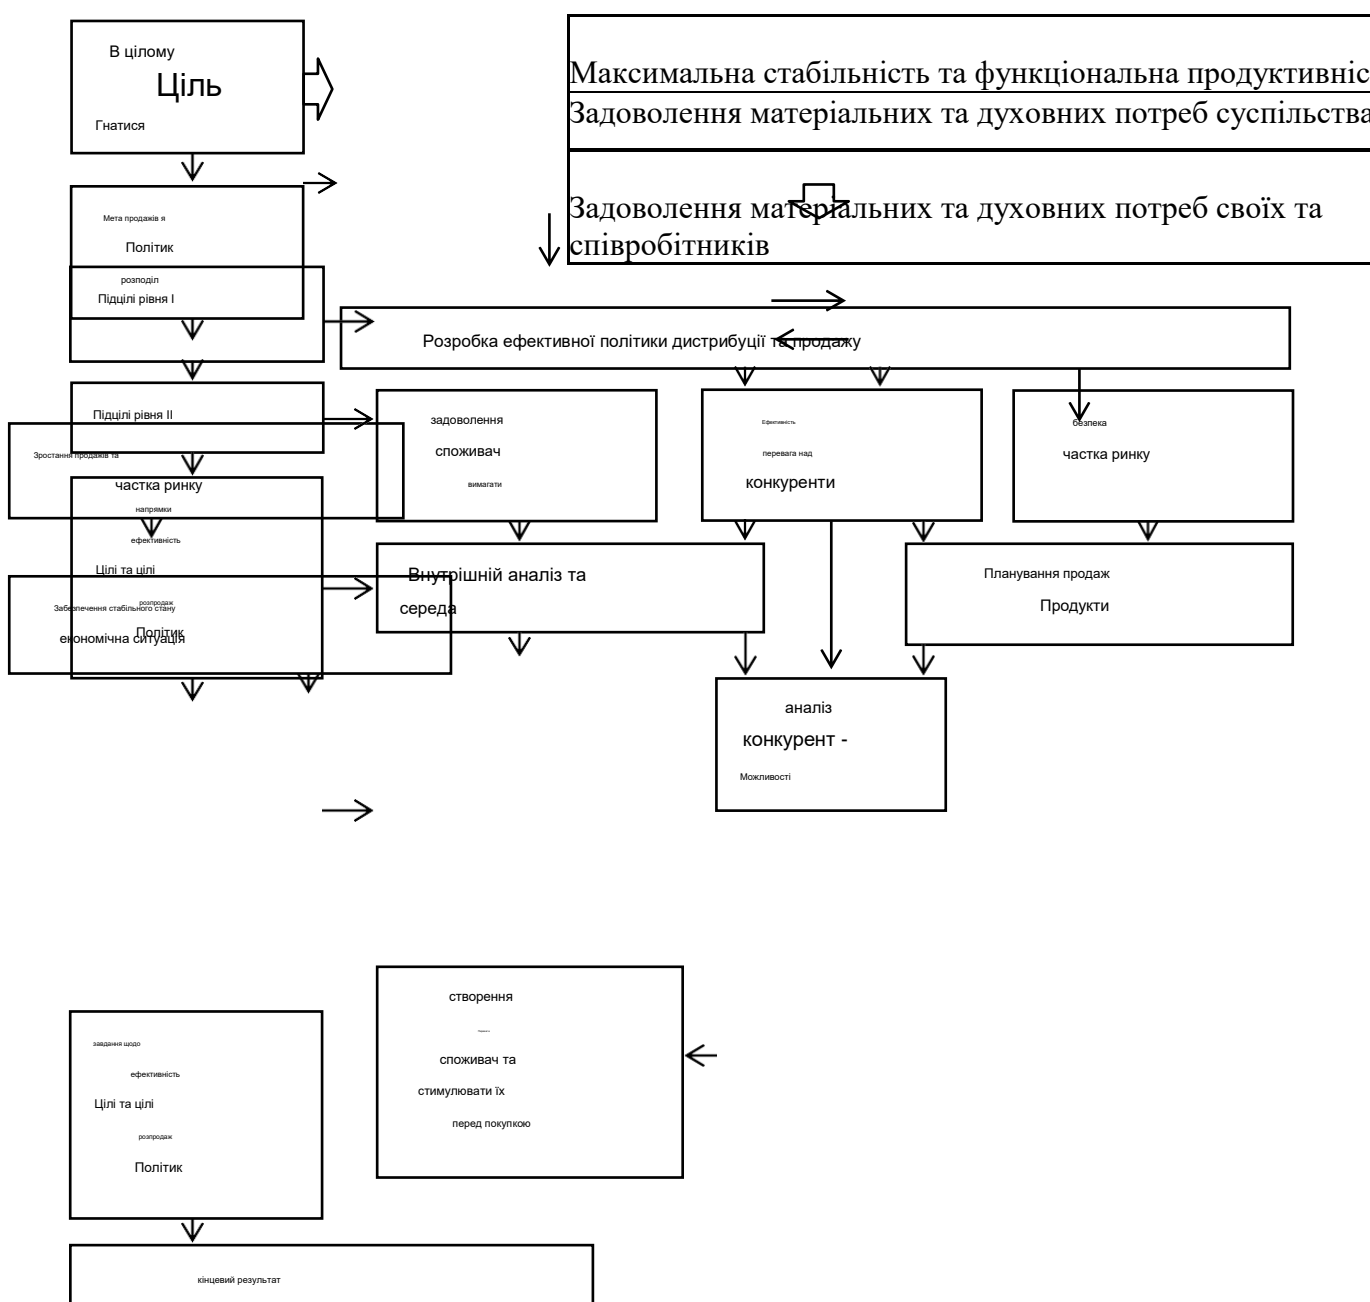 В цілому
Ціль
Гнатися
Максимальна стабільність та функціональна продуктивніс
Задоволення матеріальних та духовних потреб суспільства
Задоволення матеріальних та духовних потреб своїх та
співробітників
Мета продажів я
Політик
розподіл
Підцілі рівня I
Розробка ефективної політики дистрибуції та продажу
Підцілі рівня II
задоволення
споживач
вимагати
Ефективність
перевага над
конкуренти
безпека
частка ринку
Зростання продажів та
частка ринку
напрямки
ефективність
Цілі та цілі
розпродаж
Політик
Забезпечення стабільного стану
економічна ситуація
Внутрішній аналіз та
середа
Планування продаж
Продукти
аналіз
конкурент -
Можливості
створення
споживач та
стимулювати їх
перед покупкою
завдання щодо
ефективність
Цілі та цілі
розпродаж
Політик
кінцевий результат